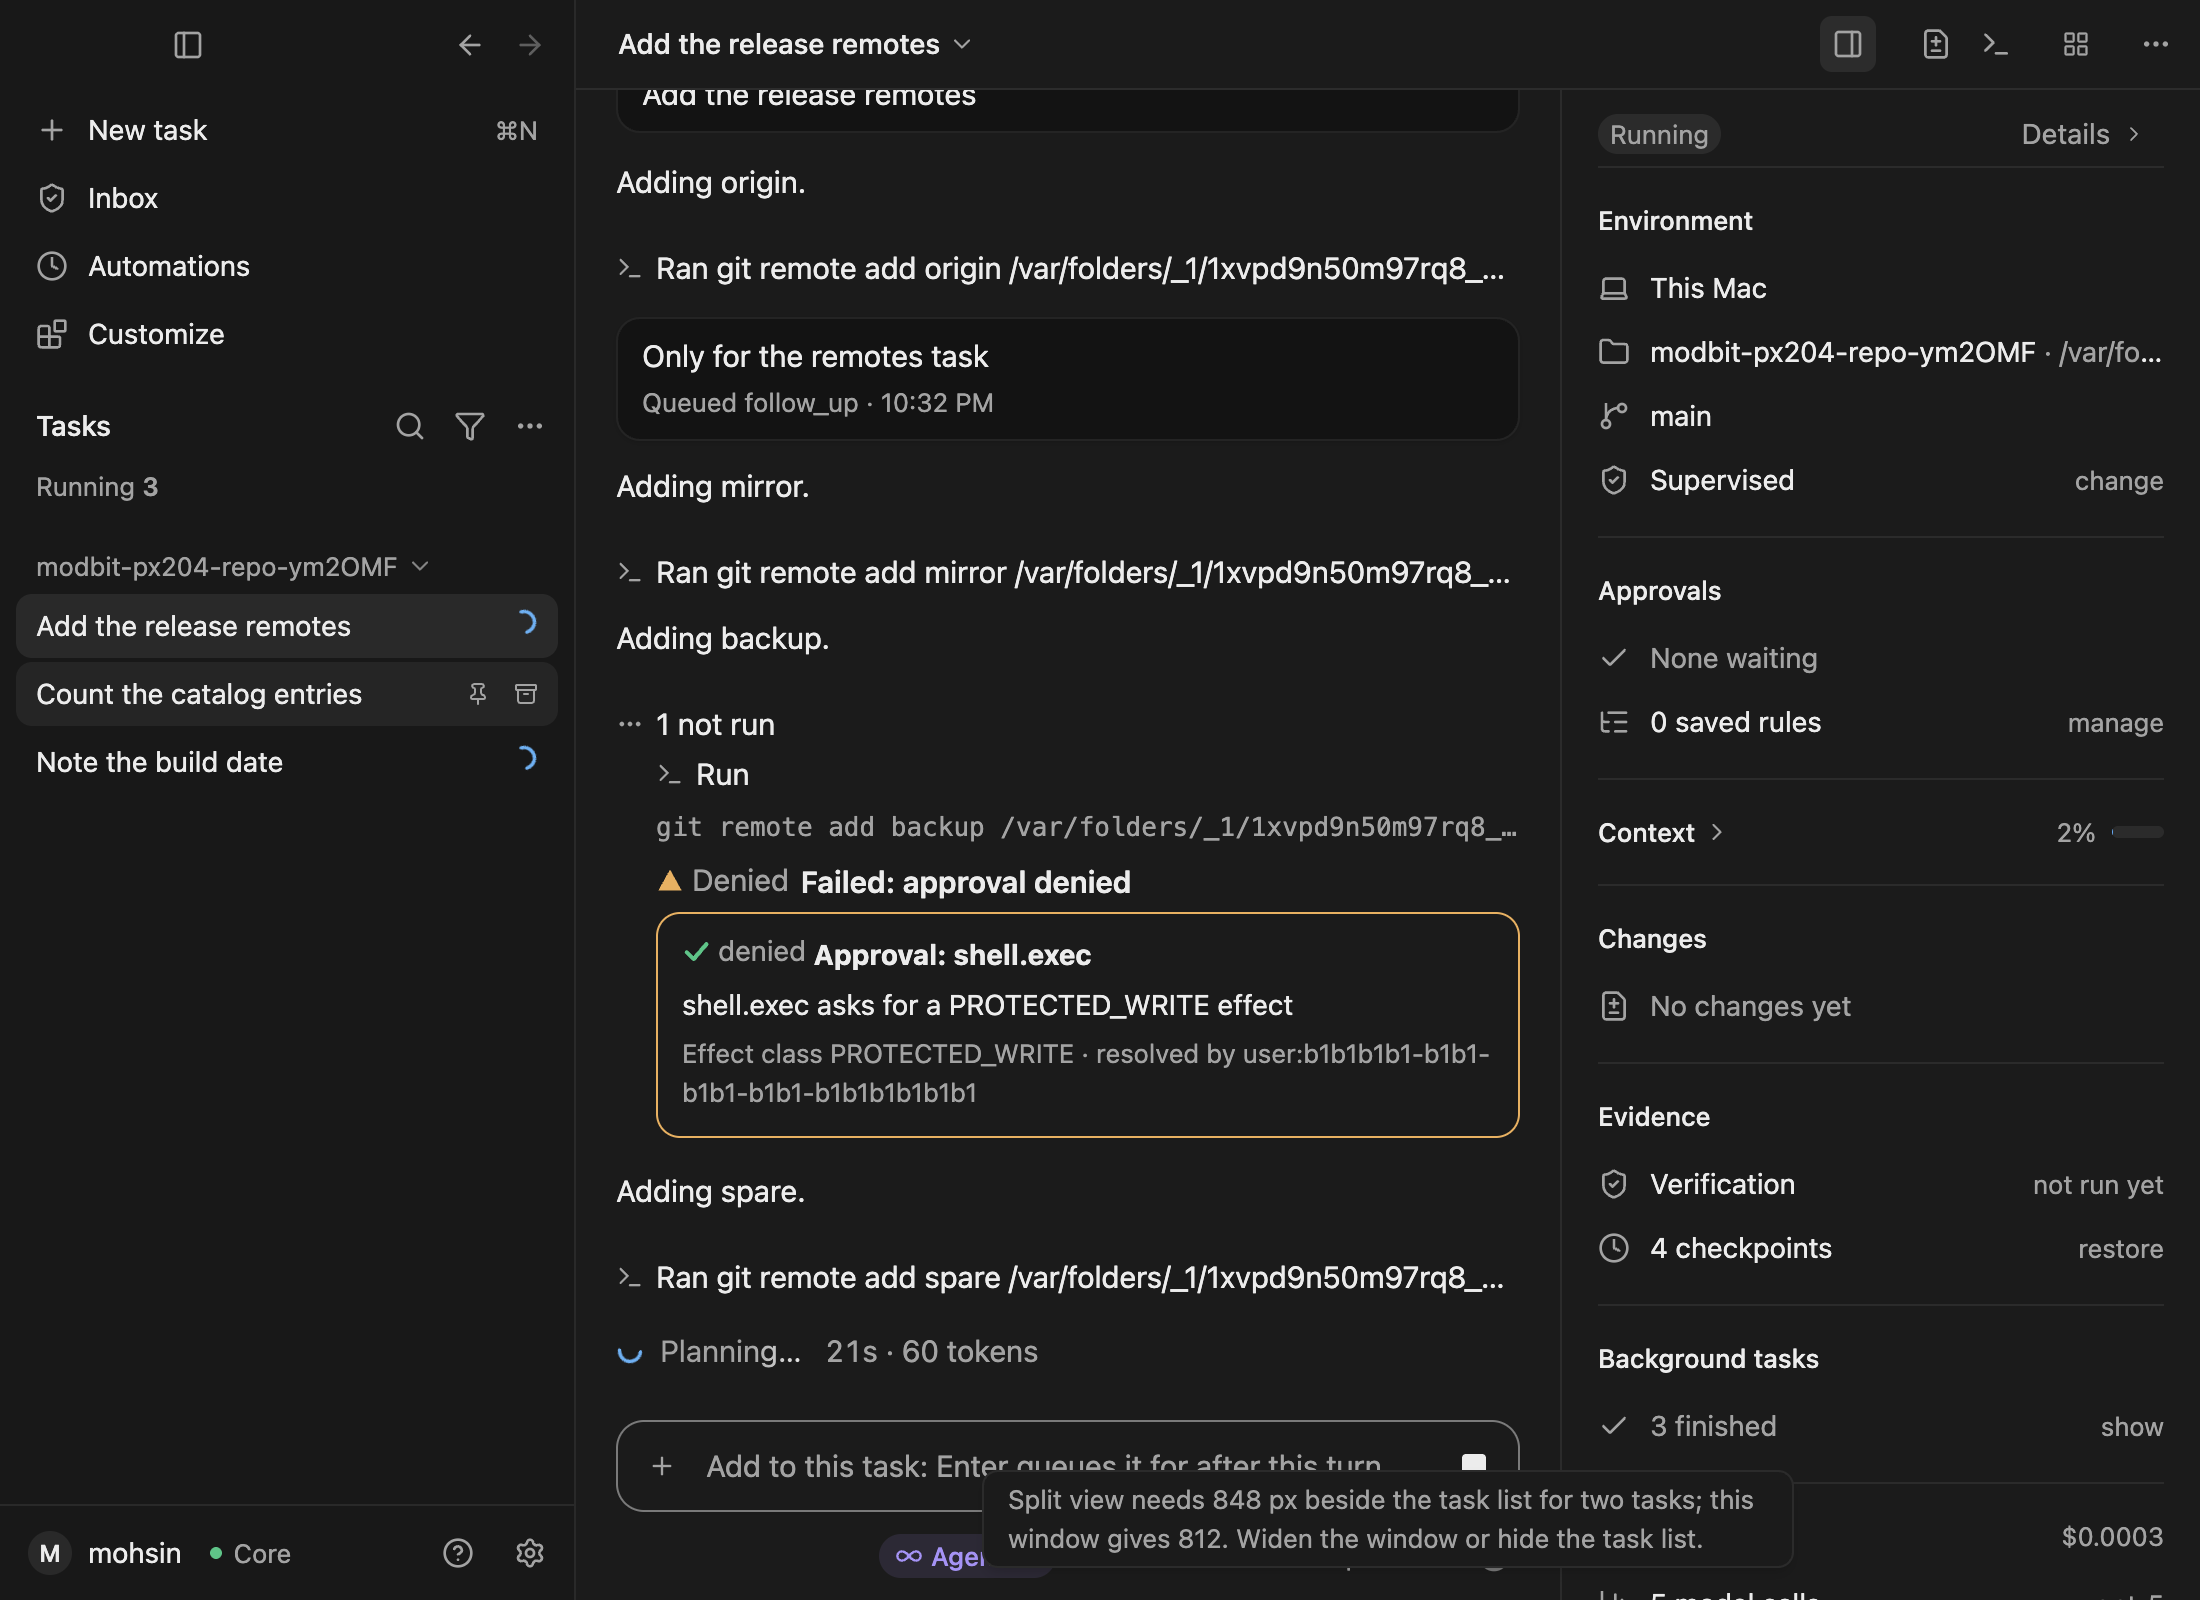 Add the release remotes
New task ⌘N
Inbox
Automations
Customize
Tasks
Running 3
modbit-px204-repo-ym2OMF
Add the release remotes
Count the catalog entries
Note the build date
M mohsin Core
Add the release remotes
Adding origin.
Ran git remote add origin /var/folders/_1/1xvpd9n50m97rq8_...
Only for the remotes task
Queued follow_up · 10:32 PM
Adding mirror.
Ran git remote add mirror /var/folders/_1/1xvpd9n50m97rq8_...
Adding backup.
1 not run
Run
git remote add backup /var/folders/_1/1xvpd9n50m97rq8_…
Denied Failed: approval denied
denied Approval: shell.exec
shell.exec asks for a PROTECTED_WRITE effect
Effect class PROTECTED_WRITE · resolved by user:b1b1b1b1-b1b1-
b1b1-b1b1-b1b1b1b1b1b1
Adding spare.
Ran git remote add spare /var/folders/_1/1xvpd9n50m97rq8_...
Planning... 21s · 60 tokens
Add to this task: Enter queues it for after this turn
Split view needs 848 px beside the task list for two tasks; this
window gives 812. Widen the window or hide the task list.
Running Details
Environment
This Mac
modbit-px204-repo-ym2OMF · /var/fo...
main
Supervised change
Approvals
None waiting
0 saved rules manage
Context 2%
Changes
No changes yet
Evidence
Verification not run yet
4 checkpoints restore
Background tasks
3 finished show
$0.0003
5 model calls